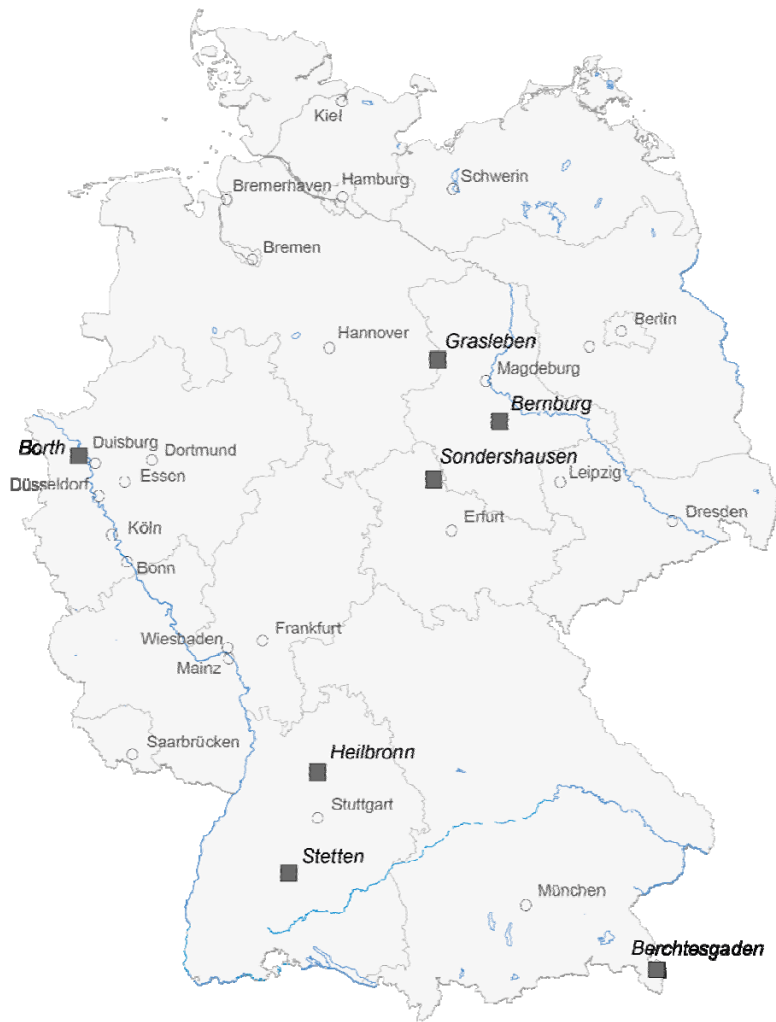 Kiel
Schwerin
Hamburg
Bremerhaven
Bremen
Berlin
Hannover
Grasleben
Magdeburg
Bernburg
Borth
Duisburg
Dortmund
Sondershausen
Essen
Leipzig
Düsseldorf
Dresden
Erfurt
Köln
Bonn
Frankfurt
Wiesbaden
Mainz
Saarbrücken
Heilbronn
Stuttgart
Stetten
München
Berchtesgaden